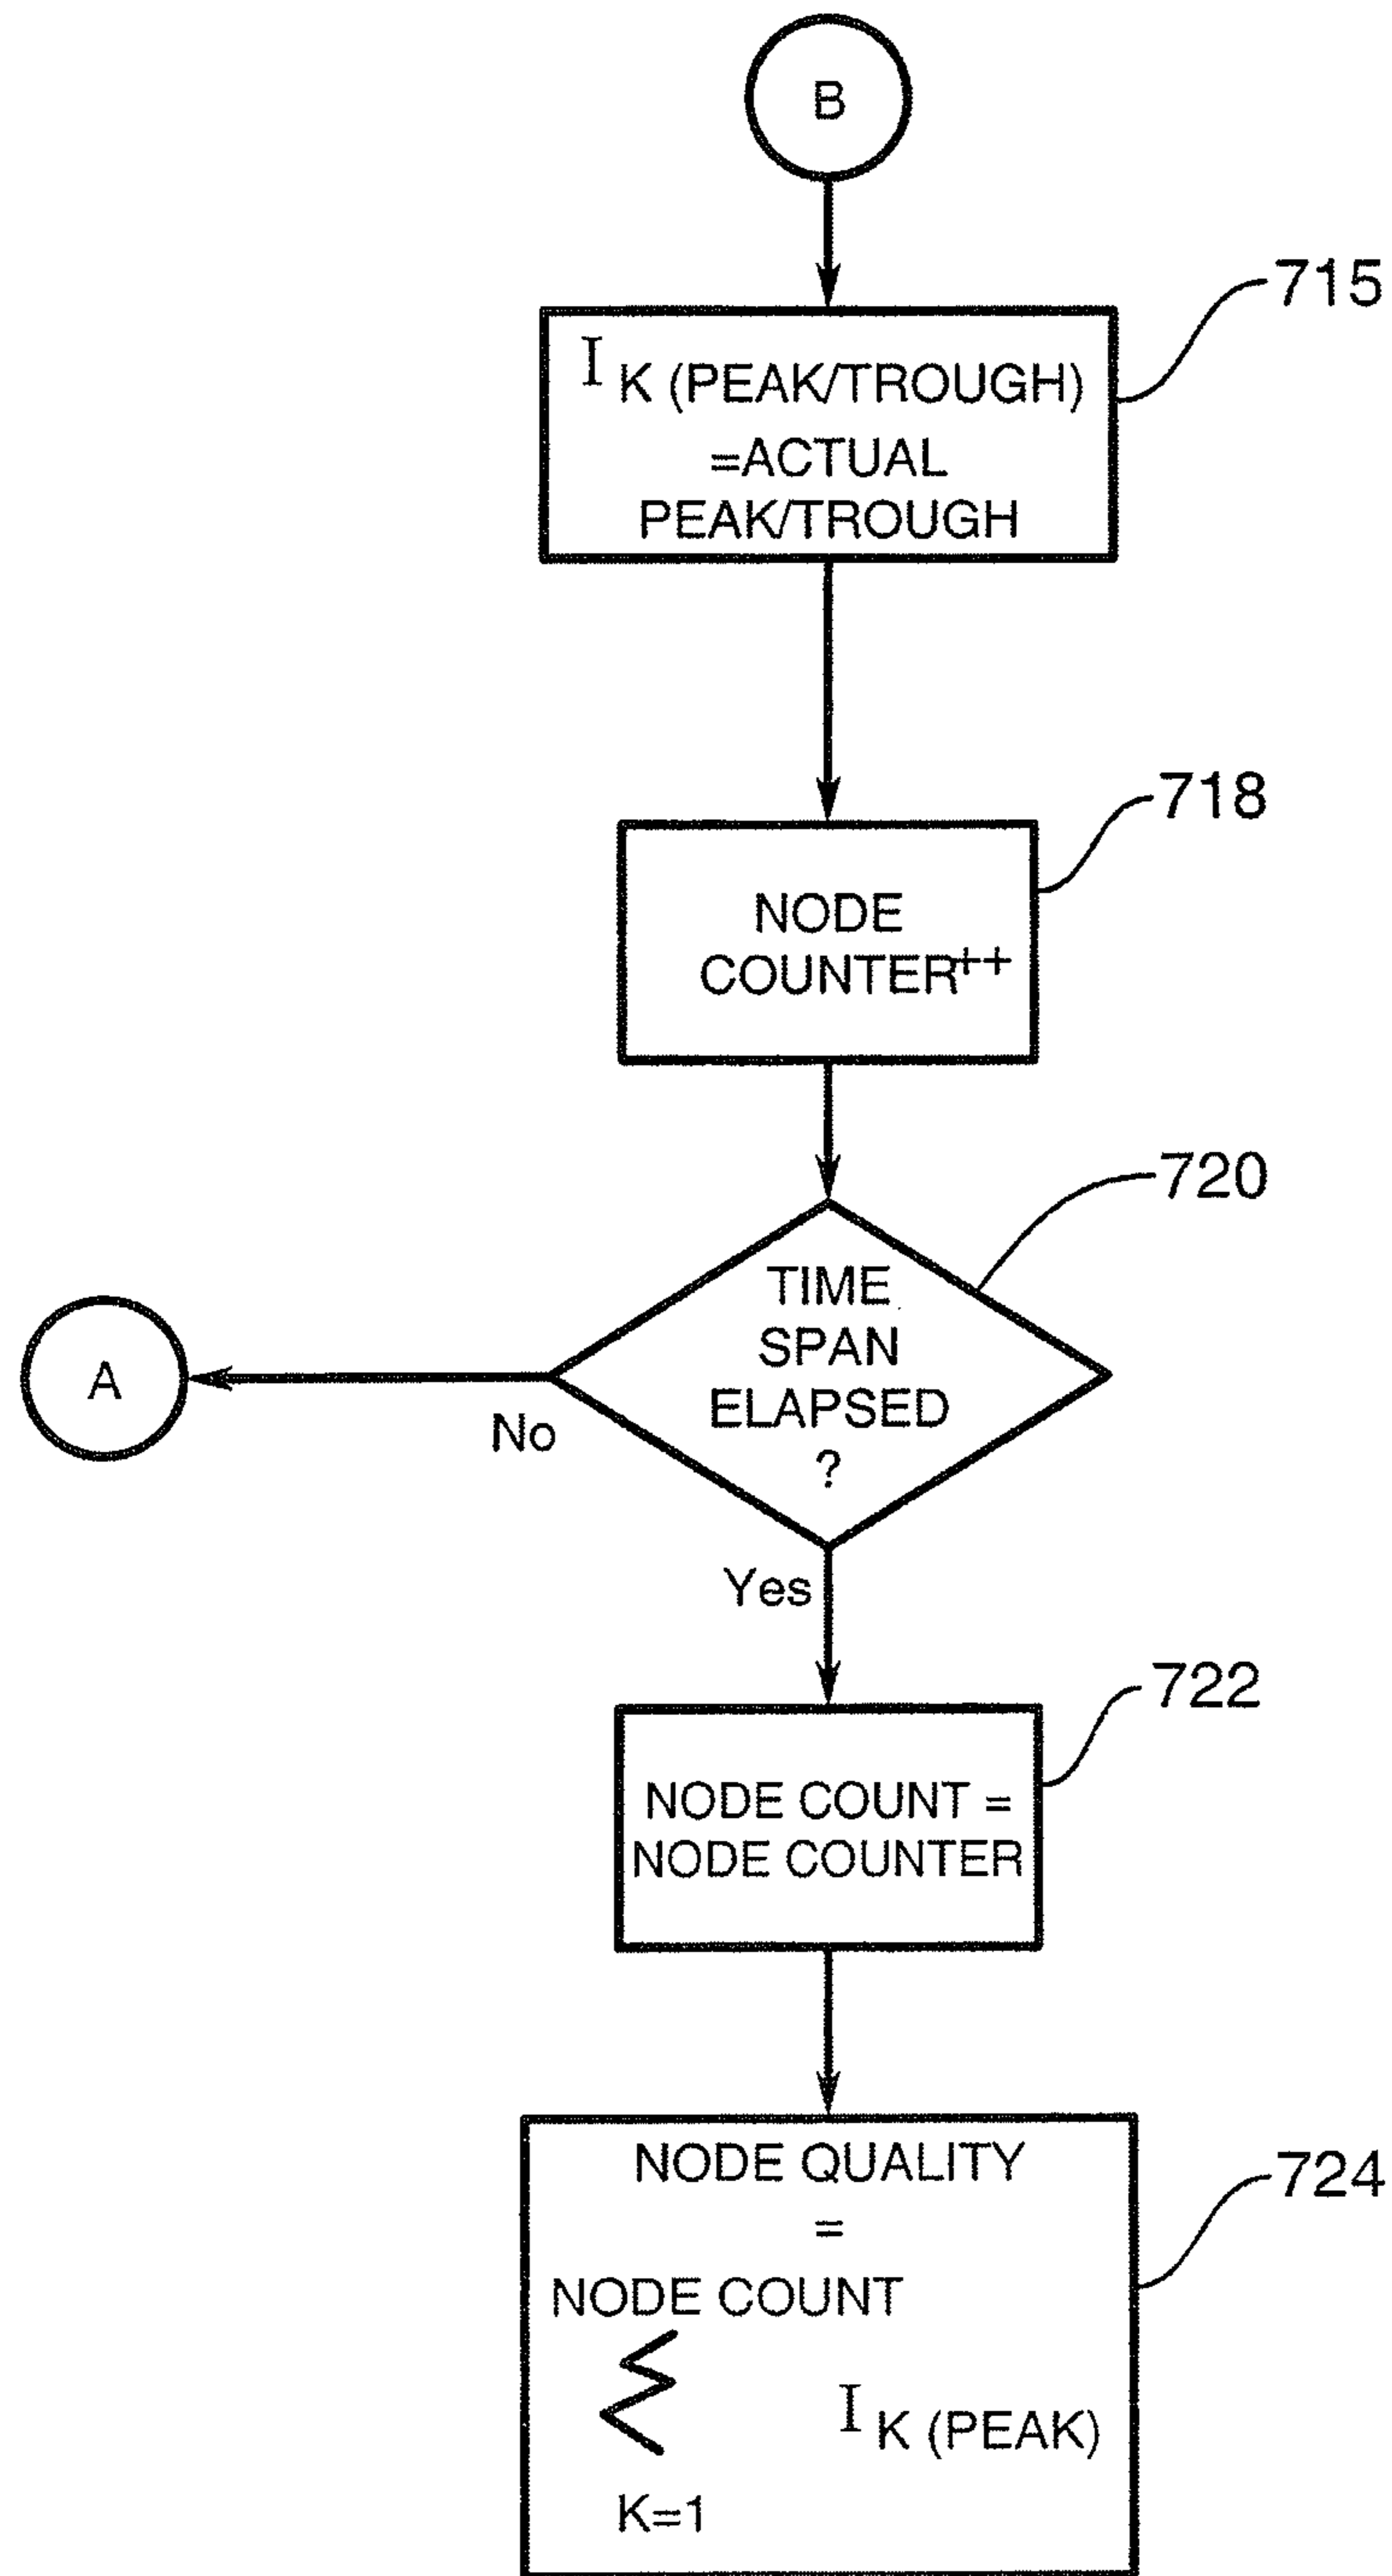 B
715
I K (PEAK/TROUGH)
=ACTUAL
PEAK/TROUGH
718
NODE
COUNTER++
720
TIME
SPAN
ELAPSED
?
A
No
Yes
722
NODE COUNT =
NODE COUNTER
724
NODE QUALITY
=
NODE COUNT
Σ I K (PEAK)
K=1